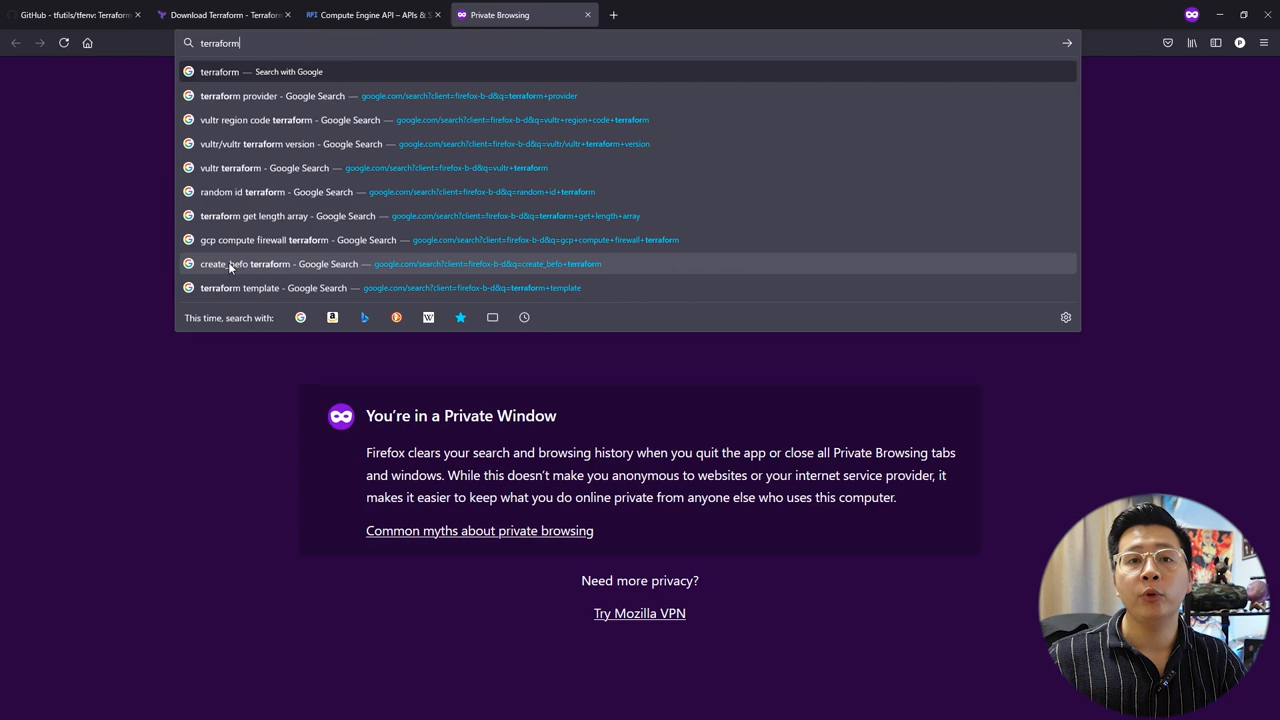 GitHub - tfutils/tfenv: Terraform
Download Terraform - Terraform
API Compute Engine API – APIs & S
Private Browsing
terraform
P
terraform — Search with Google
terraform provider - Google Search — google.com/search?client=firefox-b-d&q=terraform+provider
vultr region code terraform - Google Search — google.com/search?client=firefox-b-d&q=vultr+region+code+terraform
vultr/vultr terraform version - Google Search — google.com/search?client=firefox-b-d&q=vultr/vultr+terraform+version
vultr terraform - Google Search — google.com/search?client=firefox-b-d&q=vultr+terraform
random id terraform - Google Search — google.com/search?client=firefox-b-d&q=random+id+terraform
terraform get length array - Google Search — google.com/search?client=firefox-b-d&q=terraform+get+length+array
gcp compute firewall terraform - Google Search — google.com/search?client=firefox-b-d&q=gcp+compute+firewall+terraform
create_befo terraform - Google Search — google.com/search?client=firefox-b-d&q=create_befo+terraform
terraform template - Google Search — google.com/search?client=firefox-b-d&q=terraform+template
This time, search with:
You're in a Private Window
Firefox clears your search and browsing history when you quit the app or close all Private Browsing tabs
and windows. While this doesn't make you anonymous to websites or your internet service provider, it
makes it easier to keep what you do online private from anyone else who uses this computer.
Common myths about private browsing
Need more privacy?
Try Mozilla VPN